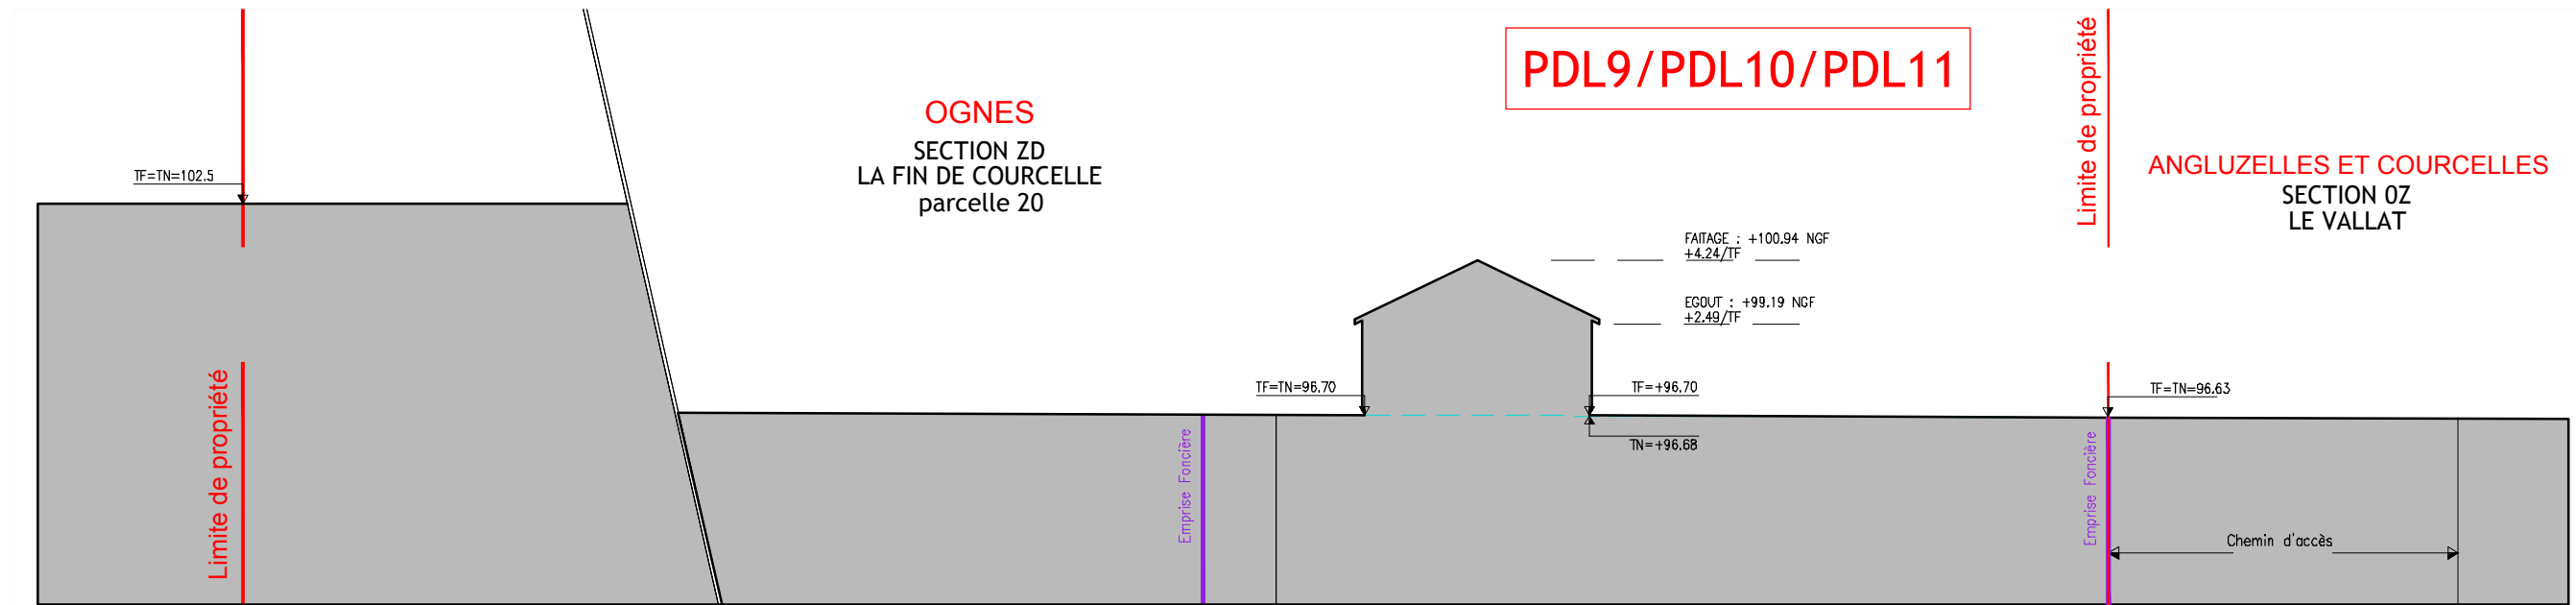 PDL9/PDL10/PDL11
Limite de propriété
OGNES
SECTION ZD
LA FIN DE COURCELLE
parcelle 20
ANGLUZELLES ET COURCELLES
SECTION 0Z
LE VALLAT
TF=TN=102.5
FAITAGE : +100.94 NGF
+4.24/TF
EGOUT : +99.19 NGF
+2.49/TF
TF=TN=96.70
TF=+96.70
TF=TN=96.63
TN=+96.68
Limite de propriété
Emprise Foncière
Emprise Foncière
Chemin d'accès